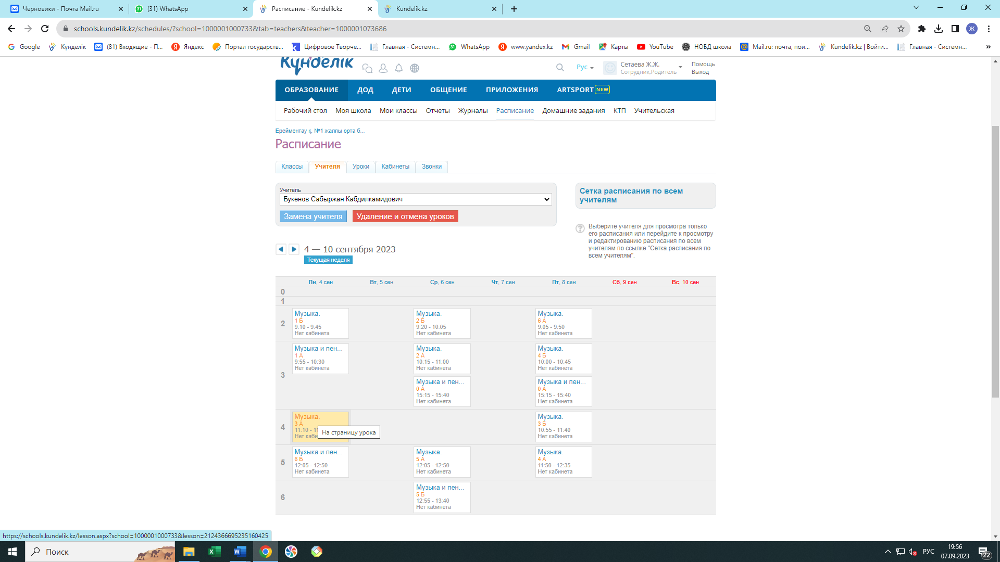 Черновики - Почта Mail.ru
(31) WhatsApp
Расписание - Kundelik.kz
Kundelik.kz
schools.kundelik.kz/schedules/?school=1000001000733&tab=teachers&teacher=1000001073686
Ж
Google
Күнделік
(81) Входящие - П...
Яндекс
Портал государств...
Цифровое Творче...
Главная - Системн...
WhatsApp
www.yandex.kz
Gmail
Карты
YouTube
НОБД школа
Mail.ru: почта, пои...
Kundelik.kz | Войти...
Главная - Системн...
Күнделік
Рус
Сетаева Ж.Ж.
Сотрудник,Родитель
Помощь
Выход
ОБРАЗОВАНИЕ ДОД ДЕТИ ОБЩЕНИЕ ПРИЛОЖЕНИЯ ARTSPORT NEW
Рабочий стол Моя школа Мои классы Отчеты Журналы Расписание Домашние задания КТП Учительская
Ерейментау қ. №1 жалпы орта б...
Расписание
Классы Учителя Уроки Кабинеты Звонки
Учитель
Букенов Сабыржан Кабдилкамидович
Замена учителя Удаление и отмена уроков
Сетка расписания по всем
учителям
Выберите учителя для просмотра только
его расписания или перейдите к просмотру
и редактированию расписания по всем
учителям по ссылке "Сетка расписания по
всем учителям".
4 — 10 сентября 2023
Текущая неделя
Пн, 4 сен Вт, 5 сен Ср, 6 сен Чт, 7 сен Пт, 8 сен Сб, 9 сен Вс, 10 сен
0
1
2
Музыка.
1 Б
9:10 - 9:45
Нет кабинета
Музыка.
2 Б
9:20 - 10:05
Нет кабинета
Музыка.
6 А
9:05 - 9:50
Нет кабинета
3
Музыка и пен...
1 А
9:55 - 10:30
Нет кабинета
Музыка.
2 А
10:15 - 11:00
Нет кабинета
Музыка и пен...
0 А
15:15 - 15:40
Нет кабинета
Музыка.
4 Б
10:00 - 10:45
Нет кабинета
Музыка и пен...
0 А
15:15 - 15:40
Нет кабинета
4
Музыка.
3 А
11:10 - 1
Нет каби
На страницу урока
Музыка.
3 Б
10:55 - 11:40
Нет кабинета
5
Музыка и пен...
6 Б
12:05 - 12:50
Нет кабинета
Музыка.
5 А
12:05 - 12:50
Нет кабинета
Музыка.
4 А
11:50 - 12:35
Нет кабинета
6
Музыка и пен...
5 Б
12:55 - 13:40
Нет кабинета
https://schools.kundelik.kz/lesson.aspx?school=1000001000733&lesson=2124366695235160425
Поиск
РУС
19:56
07.09.2023
22